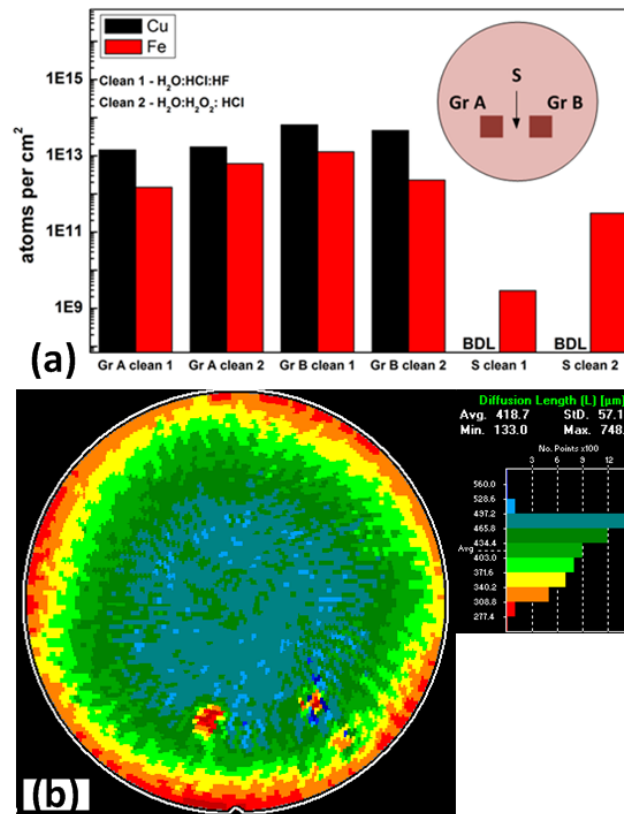 Cu
Fe
Clean 1 - H₂O:HCl:HF
Clean 2 - H₂O:H₂O₂: HCl
S
Gr A
Gr B
1E15
1E13
1E11
1E9
atoms per cm²
BDL
BDL
(a)
Gr A clean 1
Gr A clean 2
Gr B clean 1
Gr B clean 2
S clean 1
S clean 2
Diffusion Length (L) [µm]
Avg. 418.7 StD. 57.1
Min. 133.0 Max. 748.
No. Points x100
3 6 9 12
560.0
528.6
497.2
465.8
434.4
Avg
403.0
371.6
340.2
308.8
277.4
(b)